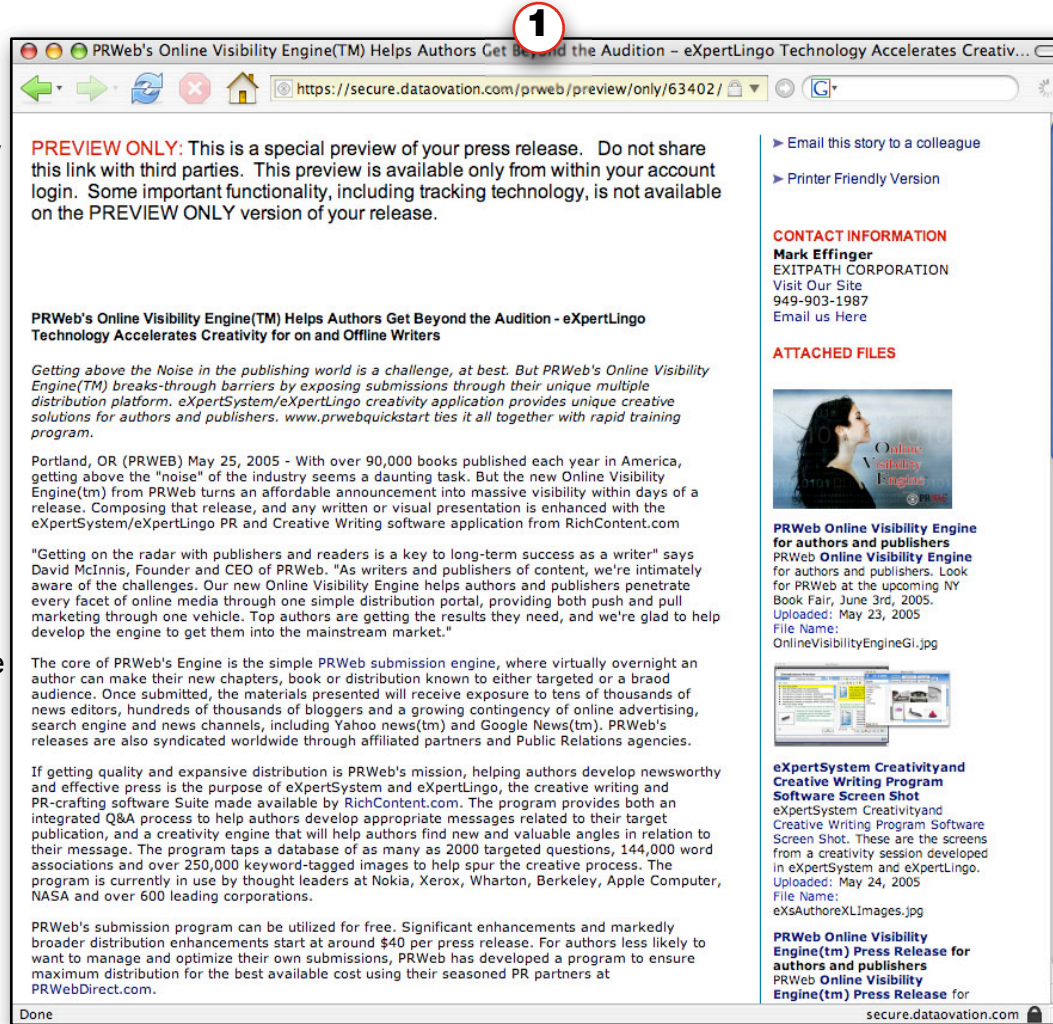 1
PRWeb's Online Visibility Engine(TM) Helps Authors Get Beyond the Audition – eXpertLingo Technology Accelerates Creativ...
https://secure.dataovation.com/prweb/preview/only/63402/
G
PREVIEW ONLY: This is a special preview of your press release. Do not share
this link with third parties. This preview is available only from within your account
login. Some important functionality, including tracking technology, is not available
on the PREVIEW ONLY version of your release.
PRWeb's Online Visibility Engine(TM) Helps Authors Get Beyond the Audition - eXpertLingo
Technology Accelerates Creativity for on and Offline Writers
Getting above the Noise in the publishing world is a challenge, at best. But PRWeb's Online Visibility
Engine(TM) breaks-through barriers by exposing submissions through their unique multiple
distribution platform. eXpertSystem/eXpertLingo creativity application provides unique creative
solutions for authors and publishers. www.prwebquickstart ties it all together with rapid training
program.
Portland, OR (PRWEB) May 25, 2005 - With over 90,000 books published each year in America,
getting above the "noise" of the industry seems a daunting task. But the new Online Visibility
Engine(tm) from PRWeb turns an affordable announcement into massive visibility within days of a
release. Composing that release, and any written or visual presentation is enhanced with the
eXpertSystem/eXpertLingo PR and Creative Writing software application from RichContent.com
"Getting on the radar with publishers and readers is a key to long-term success as a writer" says
David McInnis, Founder and CEO of PRWeb. "As writers and publishers of content, we're intimately
aware of the challenges. Our new Online Visibility Engine helps authors and publishers penetrate
every facet of online media through one simple distribution portal, providing both push and pull
marketing through one vehicle. Top authors are getting the results they need, and we're glad to help
develop the engine to get them into the mainstream market."
The core of PRWeb's Engine is the simple PRWeb submission engine, where virtually overnight an
author can make their new chapters, book or distribution known to either targeted or a braod
audience. Once submitted, the materials presented will receive exposure to tens of thousands of
news editors, hundreds of thousands of bloggers and a growing contingency of online advertising,
search engine and news chanels, including Yahoo news(tm) and Google News(tm). PRWeb's
releases are also syndicated worldwide through affiliated partners and Public Relations agencies.
If getting quality and expansive distribution is PRWeb's mission, helping authors develop newsworthy
and effective press is the purpose of eXpertSystem and eXpertLingo, the creative writing and
PR-crafting software Suite made available by RichContent.com. The program provides both an
integrated Q&A process to help authors develop appropriate messages related to their target
publication, and a creativity engine that will help authors find new and valuable angles in relation to
their message. The program taps a database of as many as 2000 targeted questions, 144,000 word
associations and over 250,000 keyword-tagged images to help spur the creative process. The
program is currently in use by thought leaders at Nokia, Xerox, Wharton, Berkeley, Apple Computer,
NASA and over 600 leading corporations.
PRWeb's submission program can be utilized for free. Significant enhancements and markedly
broader distribution enhancements start at around $40 per press release. For authors less likely to
want to manage and optimize their own submissions, PRWeb has developed a program to ensure
maximum distribution for the best available cost using their seasoned PR partners at
PRWebDirect.com.
Email this story to a colleague
Printer Friendly Version
CONTACT INFORMATION
Mark Effinger
EXITPATH CORPORATION
Visit Our Site
949-903-1987
Email us Here
ATTACHED FILES
Online
Visibility
Engine
PRWeb Online Visibility Engine
for authors and publishers
PRWeb Online Visibility Engine
for authors and publishers. Look
for PRWeb at the upcoming NY
Book Fair, June 3rd, 2005.
Uploaded: May 23, 2005
File Name:
OnlineVisibilityEngineGi.jpg
eXpertSystem Creativityand
Creative Writing Program
Software Screen Shot
eXpertSystem Creativityand
Creative Writing Program Software
Screen Shot. These are the screens
from a creativity session developed
in eXpertSystem and eXpertLingo.
Uploaded: May 24, 2005
File Name:
eXsAuthoreXLImages.jpg
PRWeb Online Visibility
Engine(tm) Press Release for
authors and publishers
PRWeb Online Visibility
Engine(tm) Press Release for
Done
secure.dataovation.com